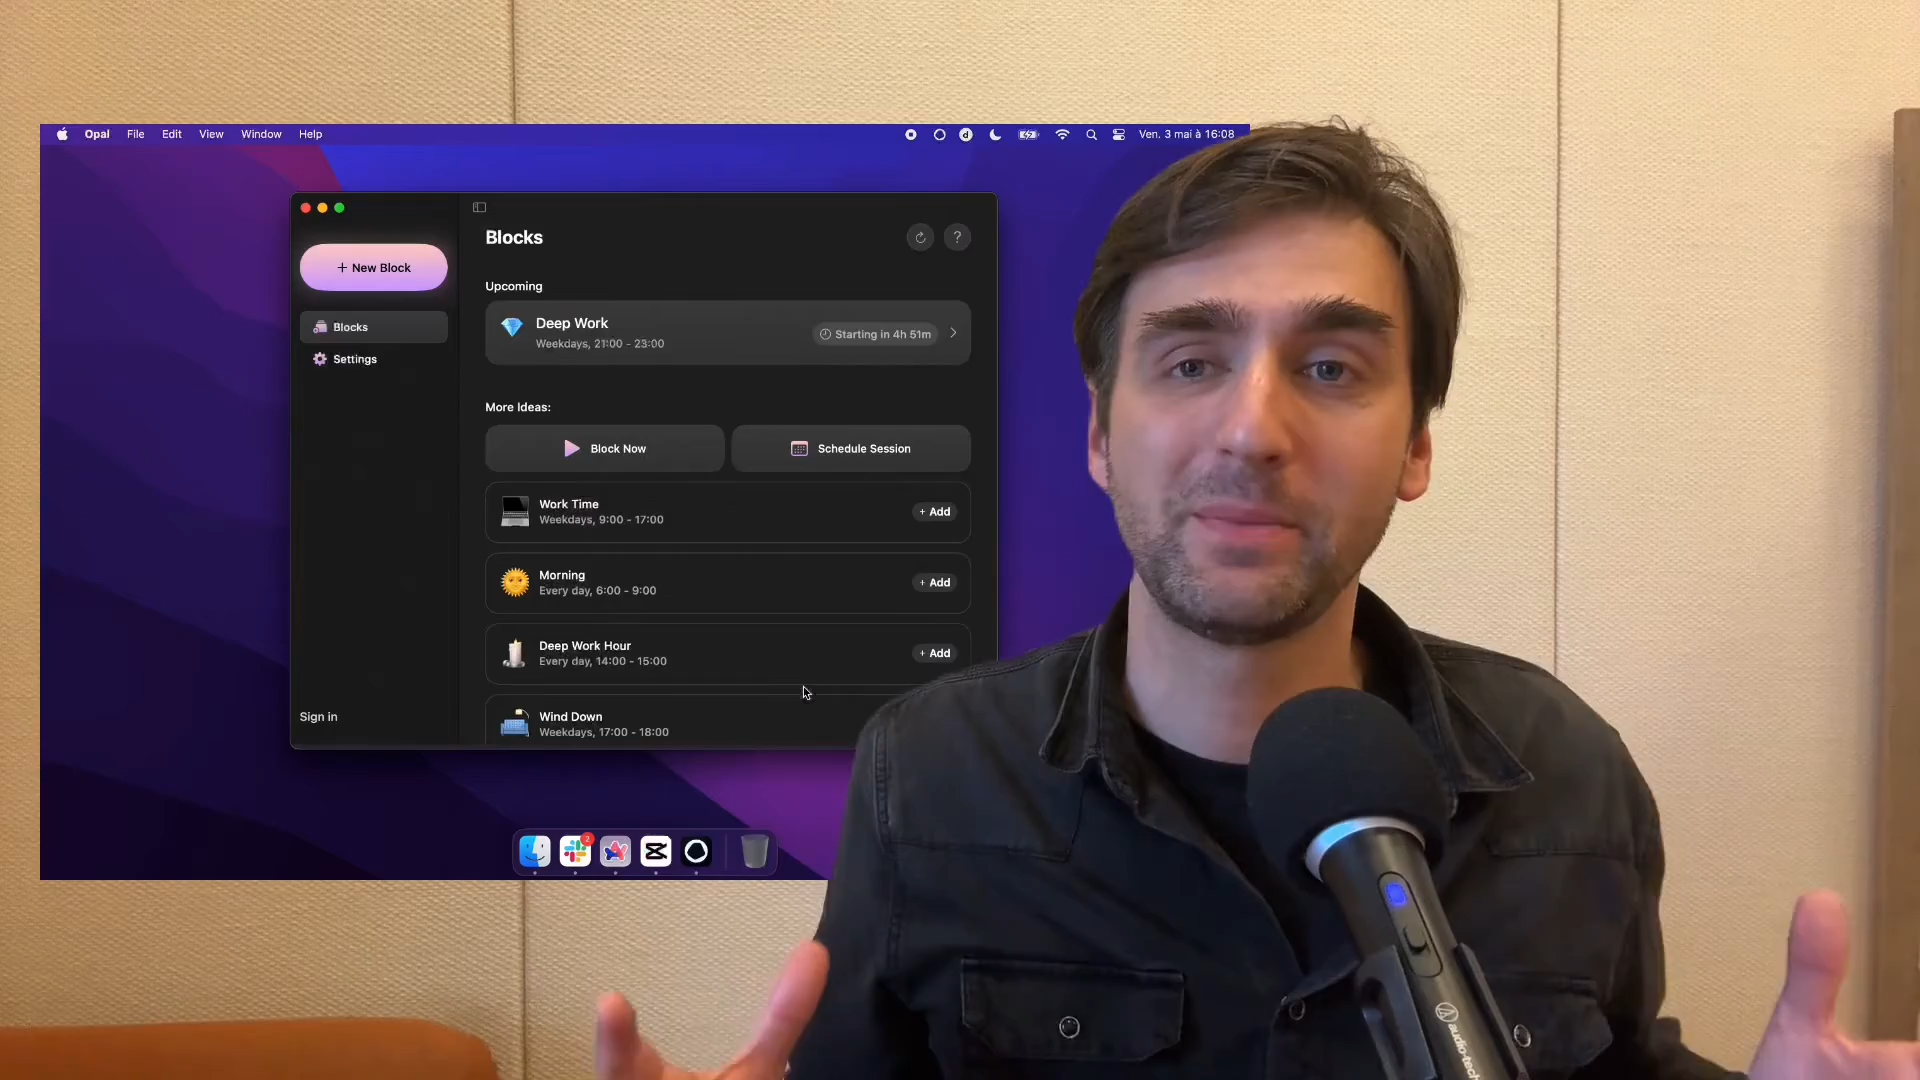 Opal File Edit View Window Help
Ven. 3 mai à 16:08
+ New Block
Blocks
Settings
Sign in
Blocks
?
Upcoming
Deep Work
Weekdays, 21:00 - 23:00
Starting in 4h 51m
More Ideas:
Block Now
Schedule Session
Work Time
Weekdays, 9:00 - 17:00
+ Add
Morning
Every day, 6:00 - 9:00
+ Add
Deep Work Hour
Every day, 14:00 - 15:00
+ Add
Wind Down
Weekdays, 17:00 - 18:00
2
audio-tech